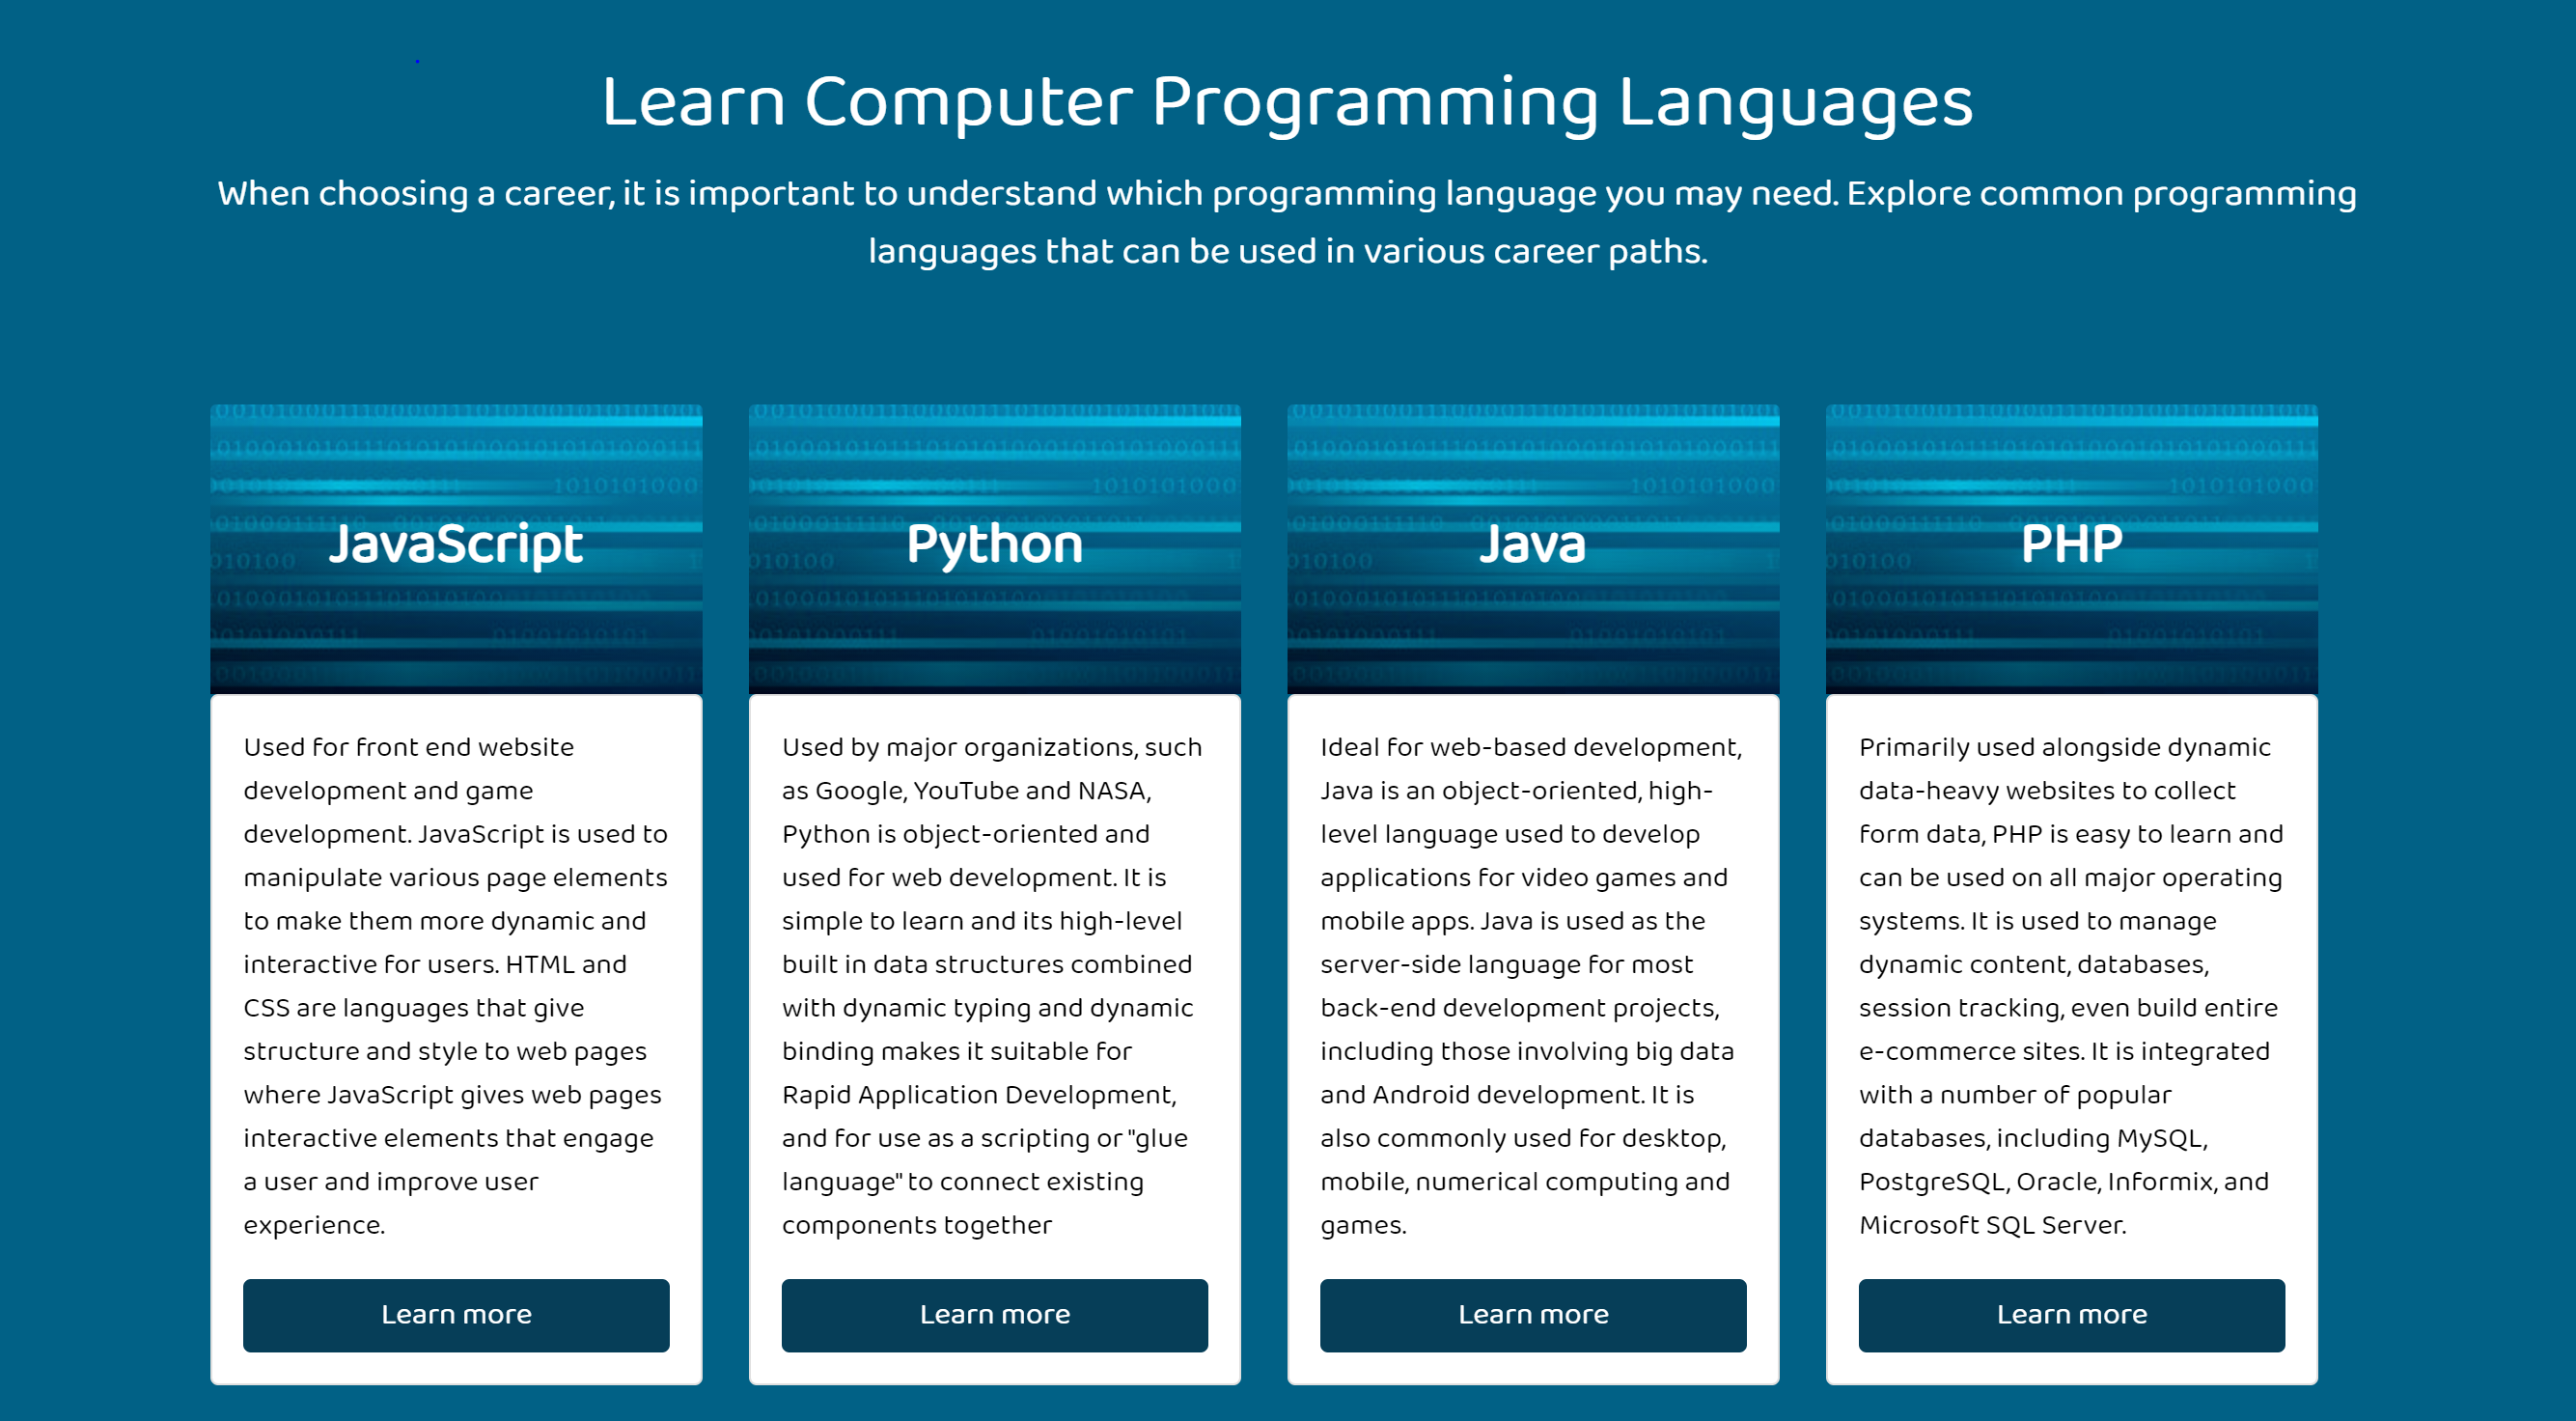 Learn Computer Programming Languages
When choosing a career, it is important to understand which programming language you may need. Explore common programming
languages that can be used in various career paths.
JavaScript
Used for front end website
development and game
development. JavaScript is used to
manipulate various page elements
to make them more dynamic and
interactive for users. HTML and
CSS are languages that give
structure and style to web pages
where JavaScript gives web pages
interactive elements that engage
a user and improve user
experience.
Learn more
Python
Used by major organizations, such
as Google, YouTube and NASA,
Python is object-oriented and
used for web development. It is
simple to learn and its high-level
built in data structures combined
with dynamic typing and dynamic
binding makes it suitable for
Rapid Application Development,
and for use as a scripting or "glue
language" to connect existing
components together
Learn more
Java
Ideal for web-based development,
Java is an object-oriented, high-
level language used to develop
applications for video games and
mobile apps. Java is used as the
server-side language for most
back-end development projects,
including those involving big data
and Android development. It is
also commonly used for desktop,
mobile, numerical computing and
games.
Learn more
PHP
Primarily used alongside dynamic
data-heavy websites to collect
form data, PHP is easy to learn and
can be used on all major operating
systems. It is used to manage
dynamic content, databases,
session tracking, even build entire
e-commerce sites. It is integrated
with a number of popular
databases, including MySQL,
PostgreSQL, Oracle, Informix, and
Microsoft SQL Server.
Learn more